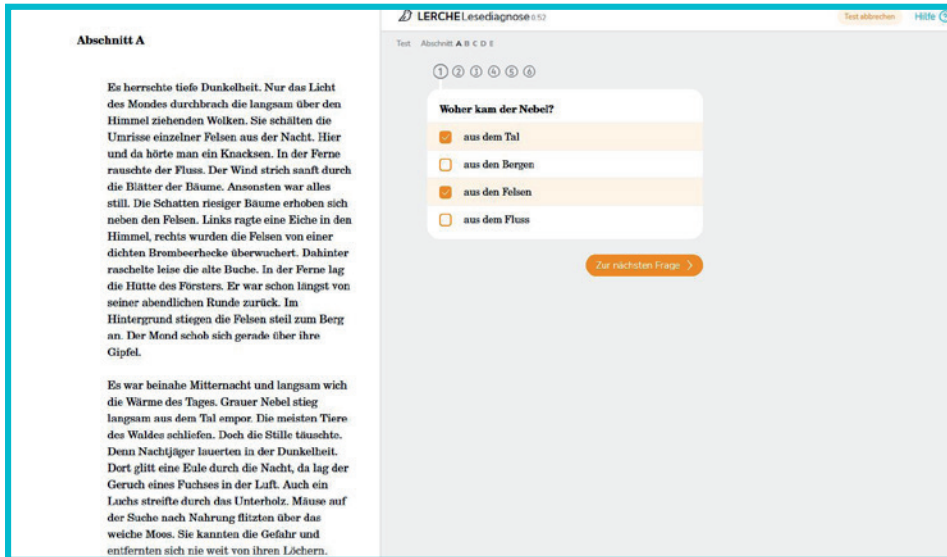 Abschnitt A
Es herrschte tiefe Dunkelheit. Nur das Licht
des Mondes durchbrach die langsam über den
Himmel ziehenden Wolken. Sie schälten die
Umrisse einzelner Felsen aus der Nacht. Hier
und da hörte man ein Knacksen. In der Ferne
rauschte der Fluss. Der Wind strich sanft durch
die Blätter der Bäume. Ansonsten war alles
still. Die Schatten riesiger Bäume erhoben sich
neben den Felsen. Links ragte eine Eiche in den
Himmel, rechts wurden die Felsen von einer
dichten Brombeerhecke überwuchert. Dahinter
raschelte leise die alte Buche. In der Ferne lag
die Hütte des Försters. Er war schon längst von
seiner abendlichen Runde zurück. Im
Hintergrund stiegen die Felsen steil zum Berg
an. Der Mond schob sich gerade über ihre
Gipfel.
Es war beinahe Mitternacht und langsam wich
die Wärme des Tages. Grauer Nebel stieg
langsam aus dem Tal empor. Die meisten Tiere
des Waldes schliefen. Doch die Stille täuschte.
Denn Nachtjäger lauerten in der Dunkelheit.
Dort glitt eine Eule durch die Nacht, da lag der
Geruch eines Fuchses in der Luft. Auch ein
Luchs streifte durch das Unterholz. Mäuse auf
der Suche nach Nahrung flitzten über das
weiche Moos. Sie kannten die Gefahr und
entfernten sich nie weit von ihren Löchern.
LERCHE Lesediagnose 0.52
Test abbrechen Hilfe ?
Test Abschnitt A B C D E
1 2 3 4 5 6
Woher kam der Nebel?
aus dem Tal
aus den Bergen
aus den Felsen
aus dem Fluss
Zur nächsten Frage >